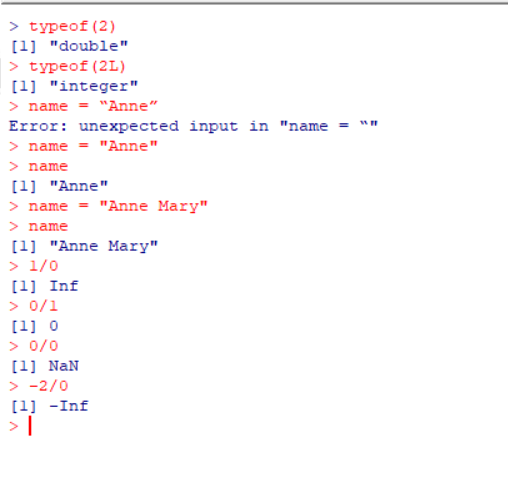 > typeof(2)
[1] "double"
> typeof(2L)
[1] "integer"
> name = “Anne”
Error: unexpected input in "name = “"
> name = "Anne"
> name
[1] "Anne"
> name = "Anne Mary"
> name
[1] "Anne Mary"
> 1/0
[1] Inf
> 0/1
[1] 0
> 0/0
[1] NaN
> -2/0
[1] -Inf
>